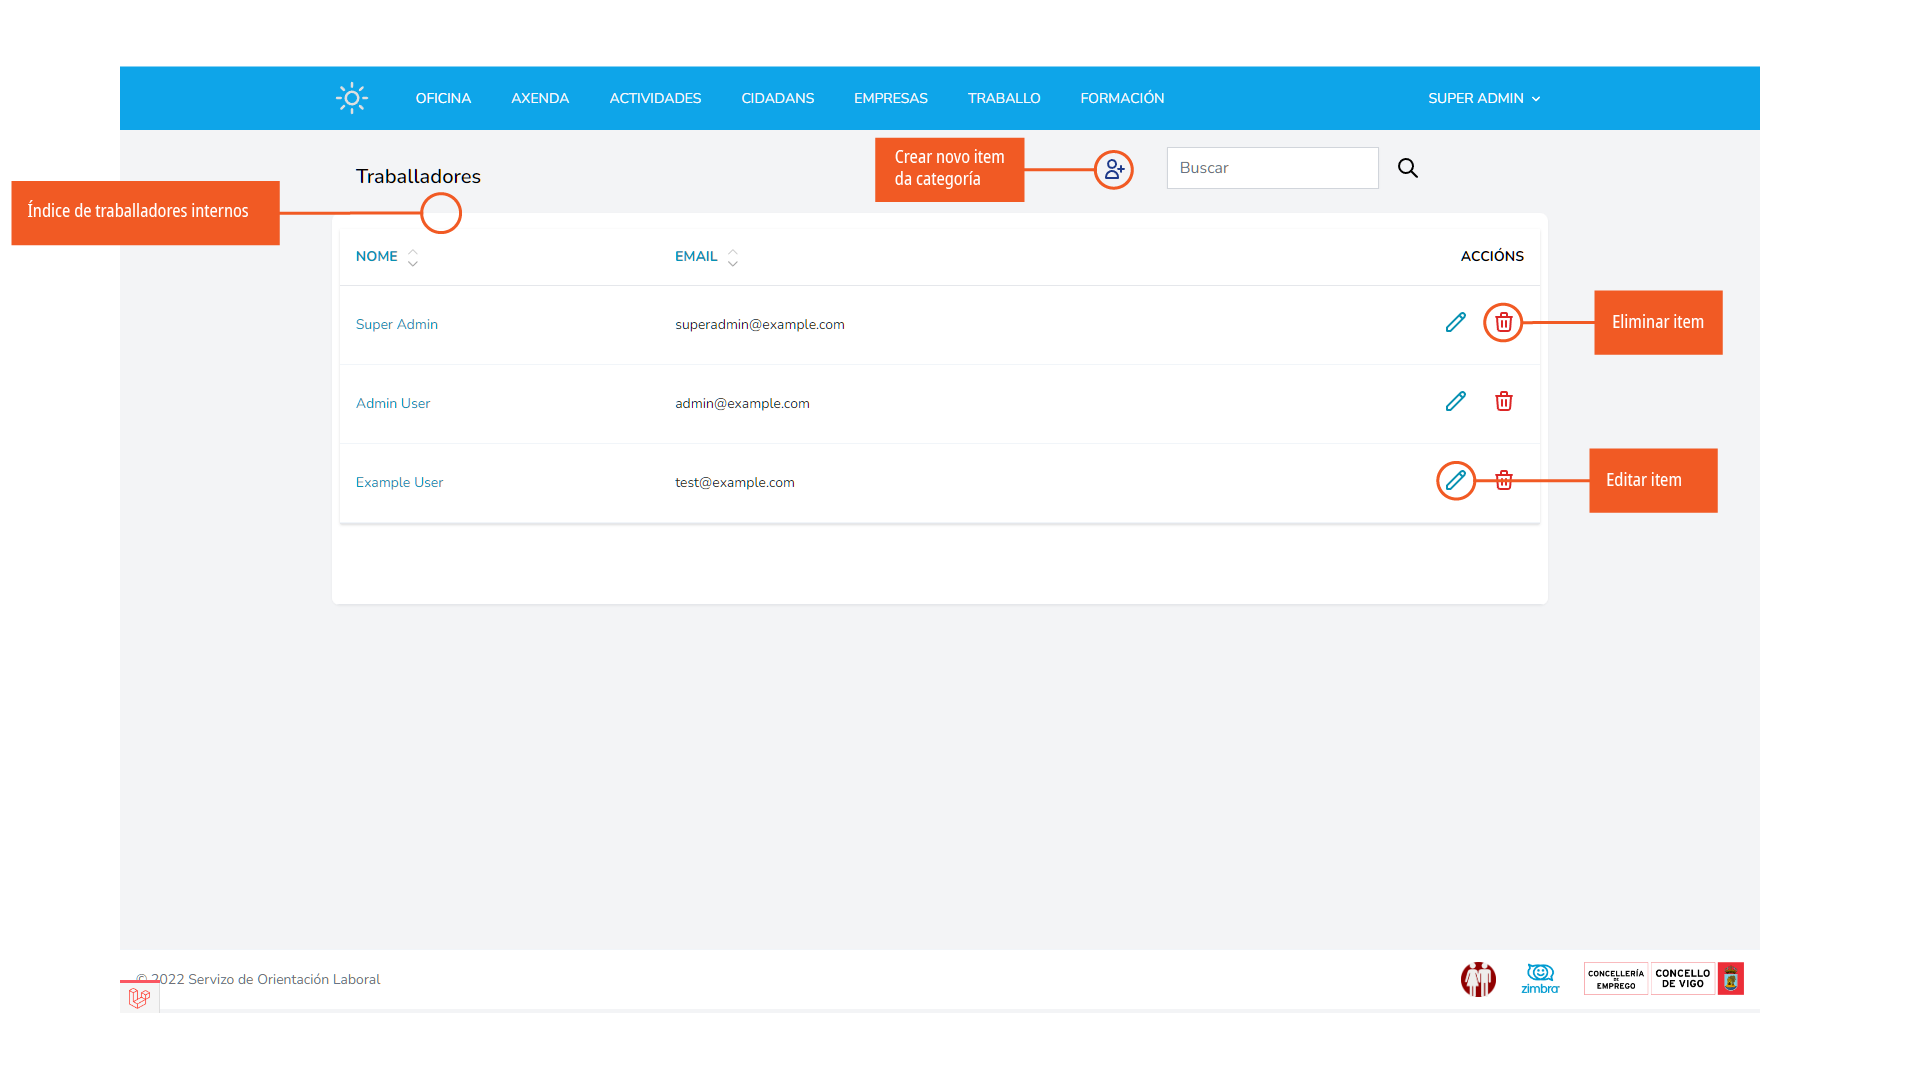 OFICINA AXENDA ACTIVIDADES CIDADANS EMPRESAS TRABALLO FORMACIÓN SUPER ADMIN
Crear novo item
da categoría
Buscar
Traballadores
Índice de traballadores internos
NOME EMAIL ACCIÓNS
Super Admin superadmin@example.com
Eliminar item
Admin User admin@example.com
Example User test@example.com
Editar item
© 2022 Servizo de Orientación Laboral
zimbra
CONCELLERÍA
DE
EMPREGO
CONCELLO
DE VIGO